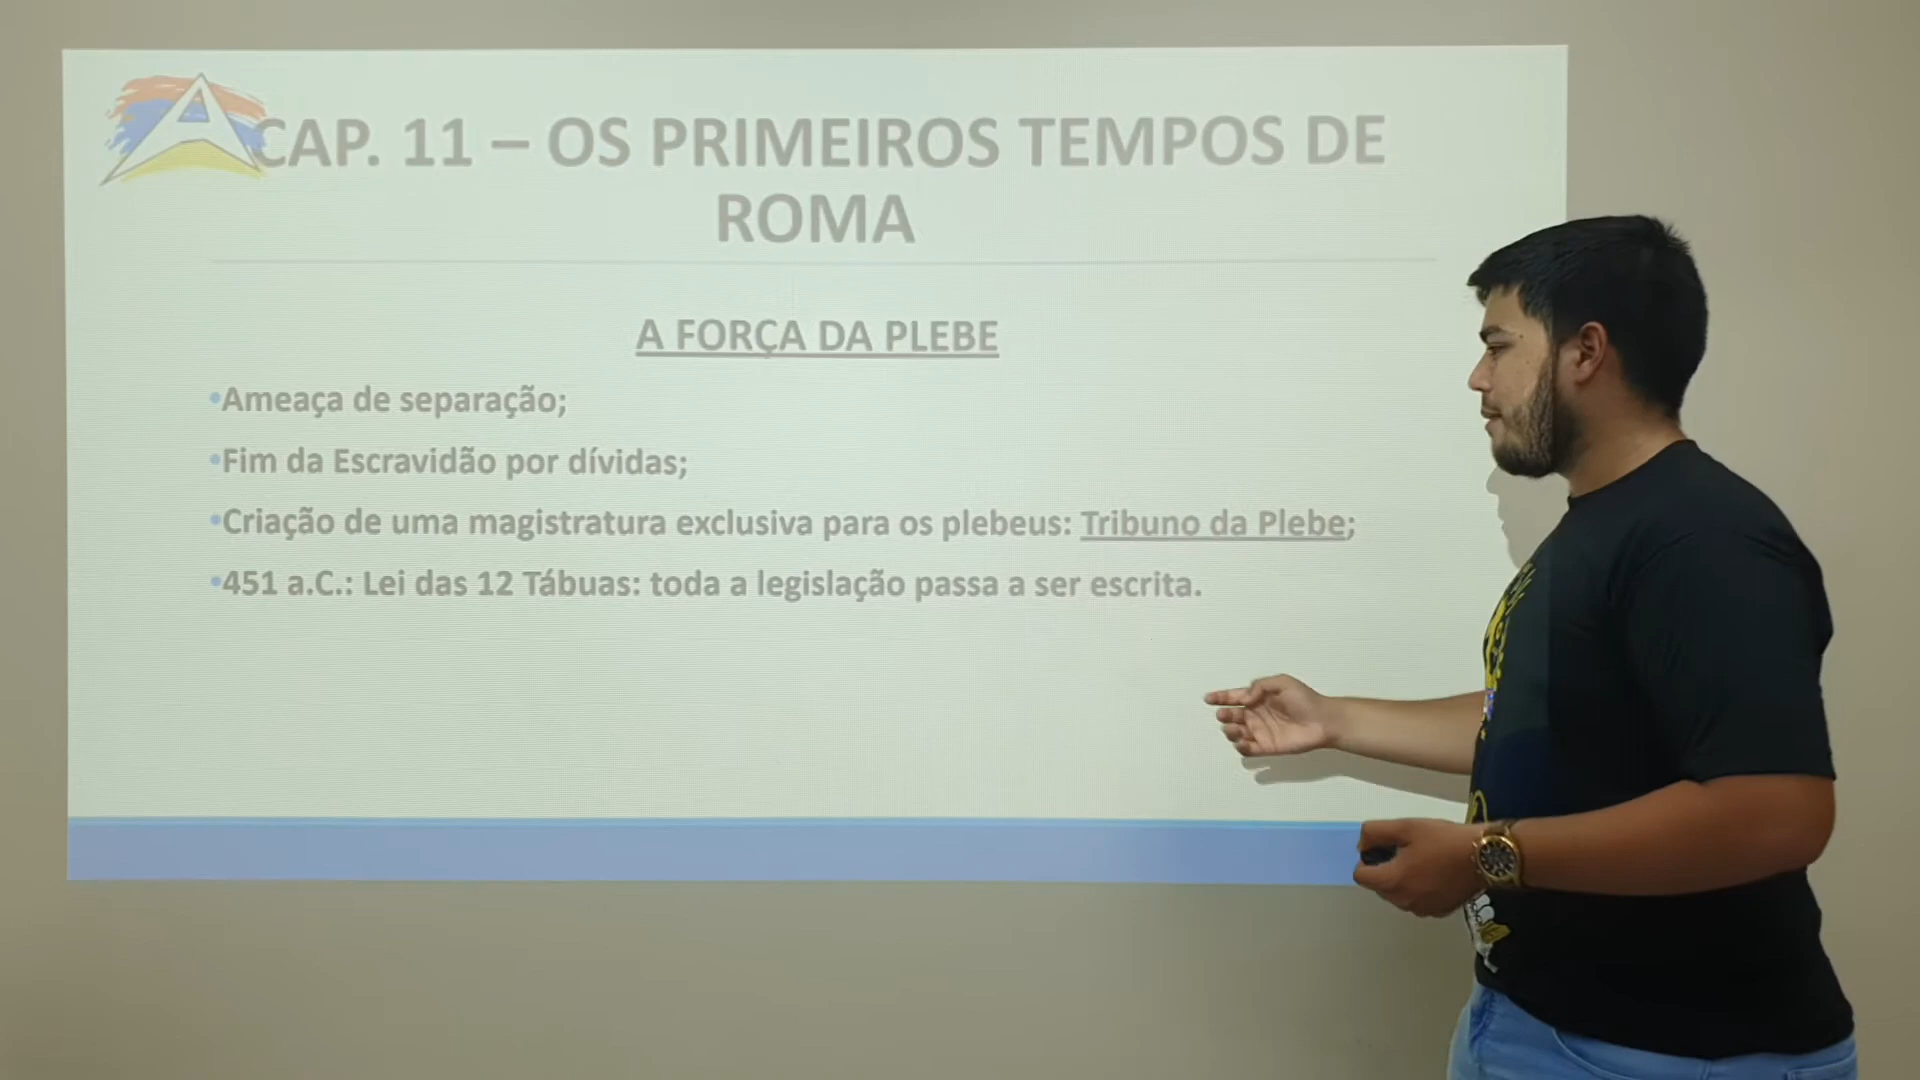 CAP. 11 – OS PRIMEIROS TEMPOS DE
ROMA
A FORÇA DA PLEBE
•Ameaça de separação;
•Fim da Escravidão por dívidas;
•Criação de uma magistratura exclusiva para os plebeus: Tribuno da Plebe;
•451 a.C.: Lei das 12 Tábuas: toda a legislação passa a ser escrita.